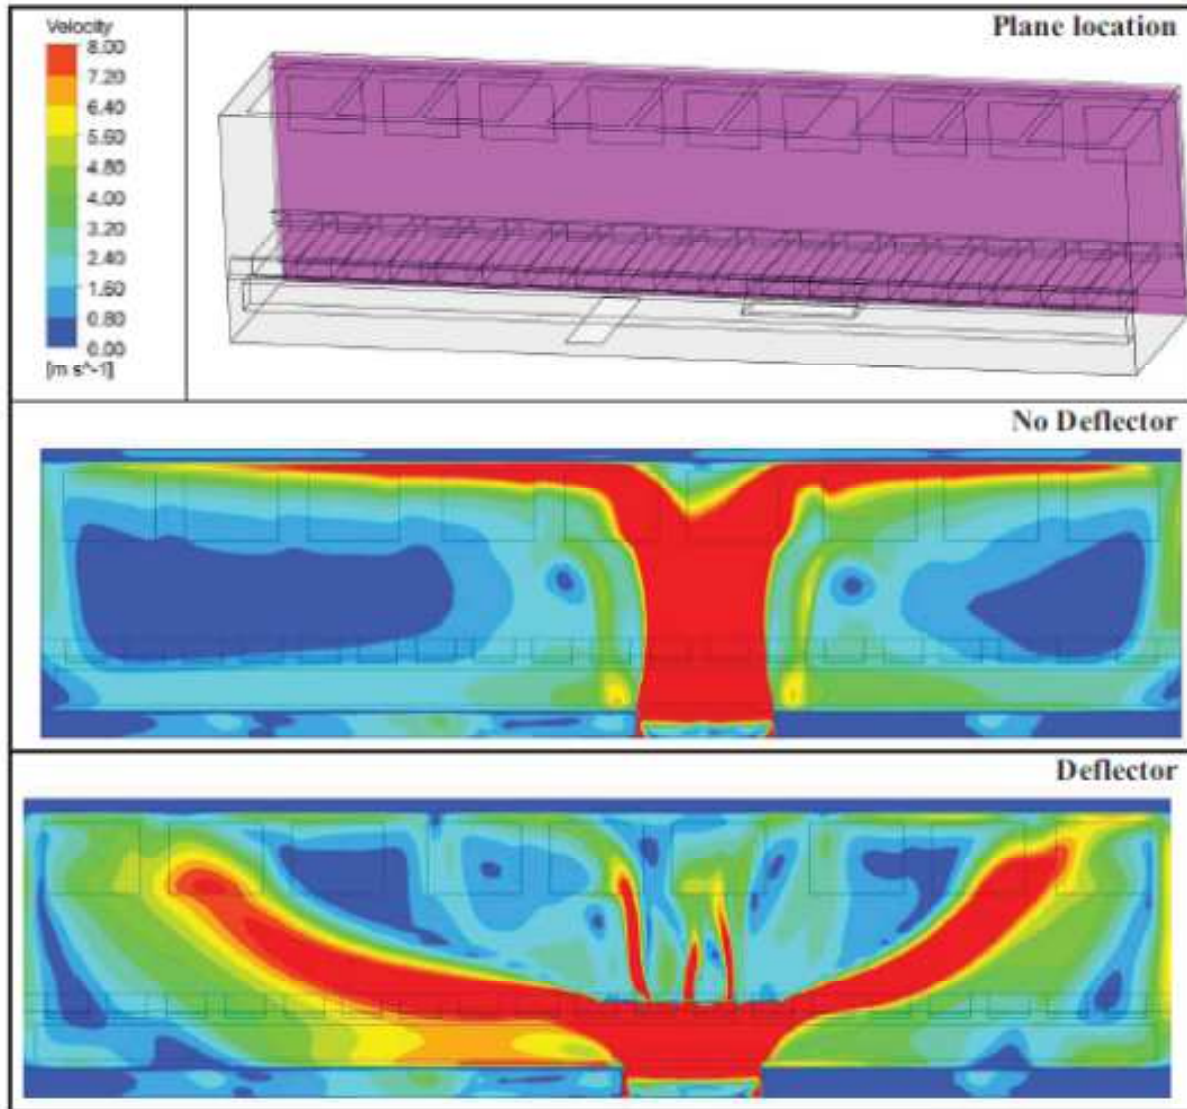 Velocity
8.00
7.20
6.40
5.60
4.80
4.00
3.20
2.40
1.60
0.80
0.00
[m s^-1]
Plane location
No Deflector
Deflector